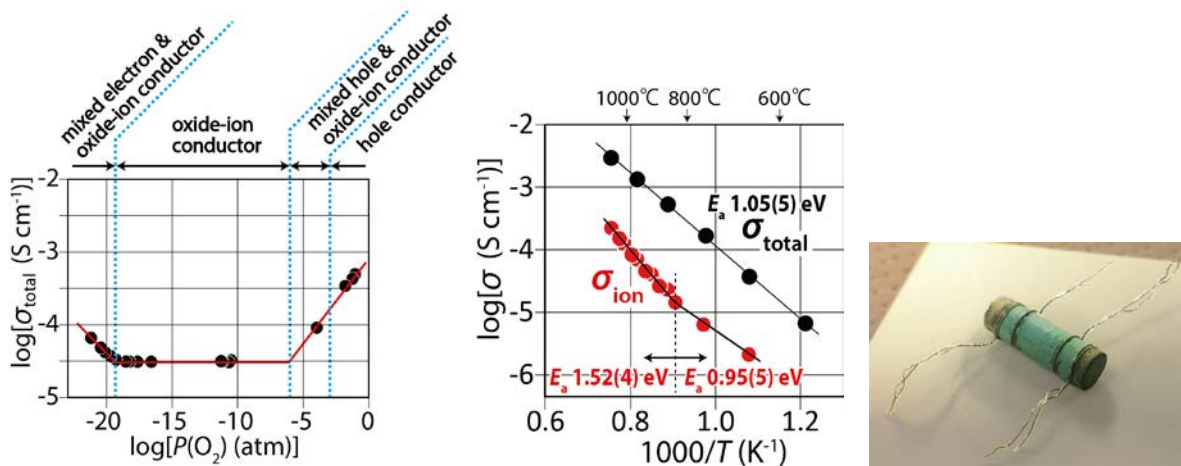 mixed electron &
oxide-ion conductor
oxide-ion
conductor
mixed hole &
oxide-ion conductor
hole conductor
log[σtotal (S cm⁻¹)]
-2
-3
-4
-5
-20
-15
-10
-5
0
log[P(O₂) (atm)]
1000℃
800℃
600℃
log[σ (S cm⁻¹)]
-2
-3
-4
-5
-6
Eₐ 1.05(5) eV
σtotal
σion
Eₐ 1.52(4) eV
Eₐ 0.95(5) eV
0.6
0.8
1.0
1.2
1000/T (K⁻¹)